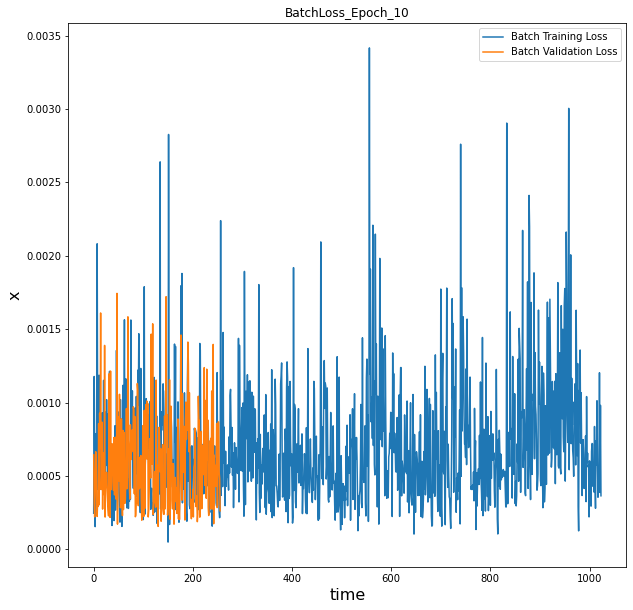 BatchLoss_Epoch_10
Batch Training Loss
Batch Validation Loss
0.0035
0.0030
0.0025
0.0020
0.0015
0.0010
0.0005
0.0000
x
0
200
400
600
800
1000
time